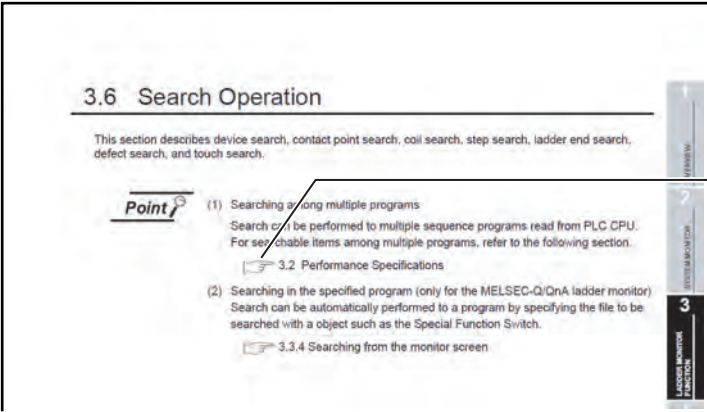 3.6 Search Operation
This section describes device search, contact point search, coil search, step search, ladder end search,
defect search, and touch search.
Point
(1) Searching among multiple programs
Search can be performed to multiple sequence programs read from PLC CPU.
For searchable items among multiple programs, refer to the following section.
3.2 Performance Specifications
(2) Searching in the specified program (only for the MELSEC-Q/QnA ladder monitor)
Search can be automatically performed to a program by specifying the file to be
searched with a object such as the Special Function Switch.
3.3.4 Searching from the monitor screen
1
OVERVIEW
2
SYSTEM MONITOR
3
LADDER MONITOR
FUNCTION